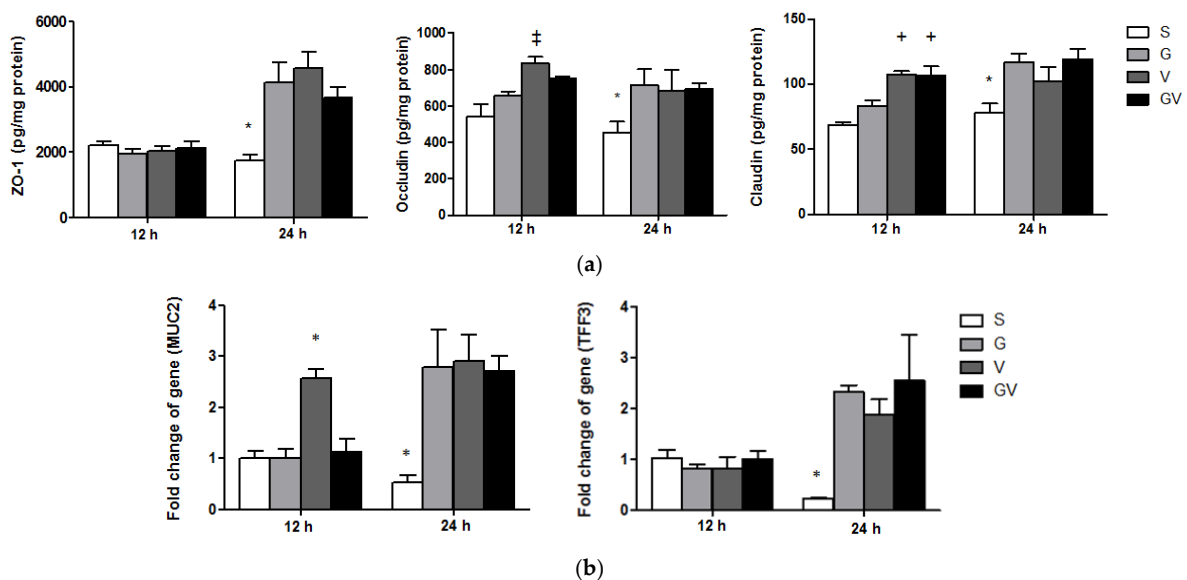 ZO-1 (pg/mg protein)
6000
4000
2000
0
*
12 h
24 h
Occludin (pg/mg protein)
1000
800
600
400
200
0
‡
*
12 h
24 h
Claudin (pg/mg protein)
150
100
50
0
+ +
*
12 h
24 h
S
G
V
GV
(a)
Fold change of gene (MUC2)
4
3
2
1
0
*
*
12 h
24 h
Fold change of gene (TFF3)
4
3
2
1
0
*
12 h
24 h
S
G
V
GV
(b)